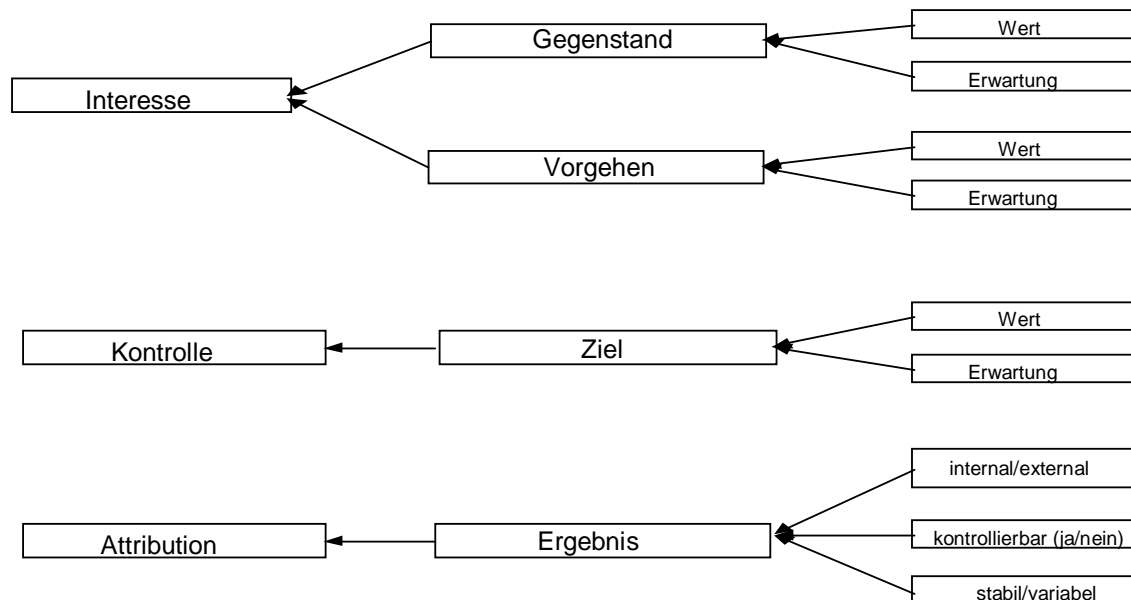 Gegenstand
Wert
Erwartung
Interesse
Vorgehen
Wert
Erwartung
Kontrolle
Ziel
Wert
Erwartung
Attribution
Ergebnis
internal/external
kontrollierbar (ja/nein)
stabil/variabel